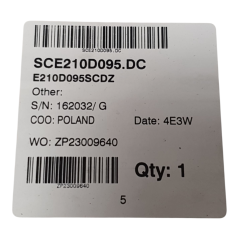 SCE210D095.DC
SCE210D095.DC
E210D095SCDZ
Other:
S/N: 162032/ G
COO: POLAND Date: 4E3W
WO: ZP23009640
Qty: 1
ZP23009640
5